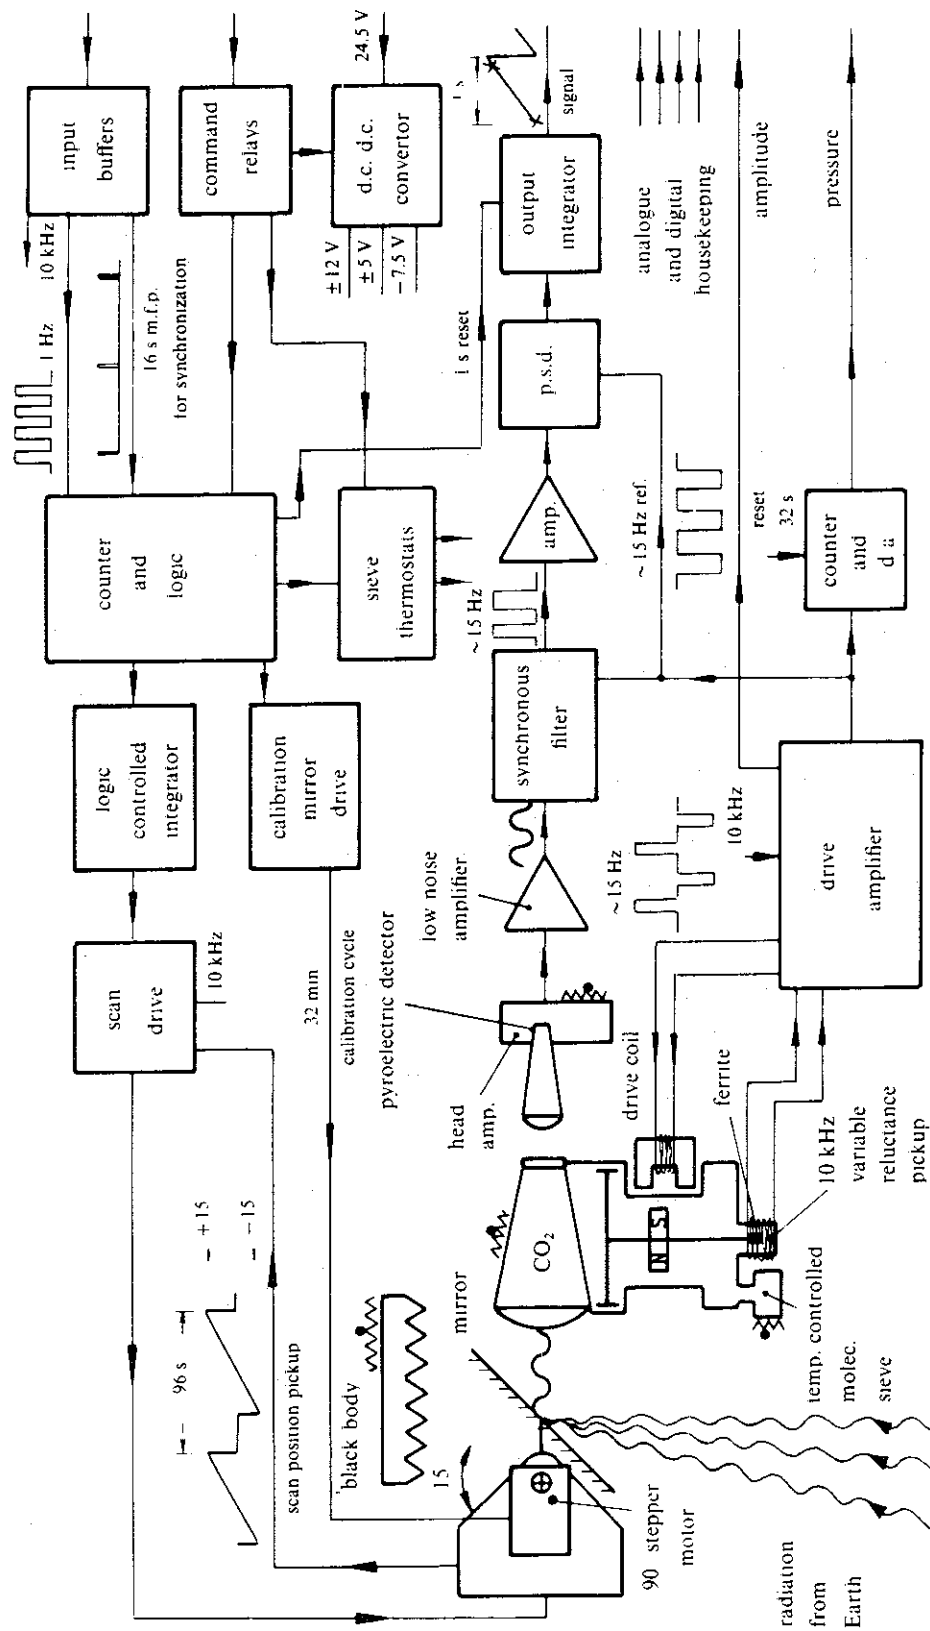 radiation
from
Earth
90 stepper
motor
15
black body
mirror
temp. controlled
molec.
sieve
CO₂
N S
10 kHz
variable
reluctance
pickup
ferrite
drive coil
head
amp.
pyroelectric detector
low noise
amplifier
scan position pickup
96 s
+15
−15
scan
drive
10 kHz
32 min
calibration cycle
logic
controlled
integrator
calibration
mirror
drive
counter
and
logic
1 Hz
10 kHz
16 s m.f.p.
for synchronization
input
buffers
command
relays
d.c. d.c.
convertor
24.5 V
±12 V
±5 V
−7.5 V
sieve
thermostats
1 s reset
synchronous
filter
~15 Hz
amp.
p.s.d.
output
integrator
1 s
signal
~15 Hz ref.
analogue
and digital
housekeeping
~15 Hz
10 kHz
drive
amplifier
amplitude
reset
32 s
counter
and
d a
pressure